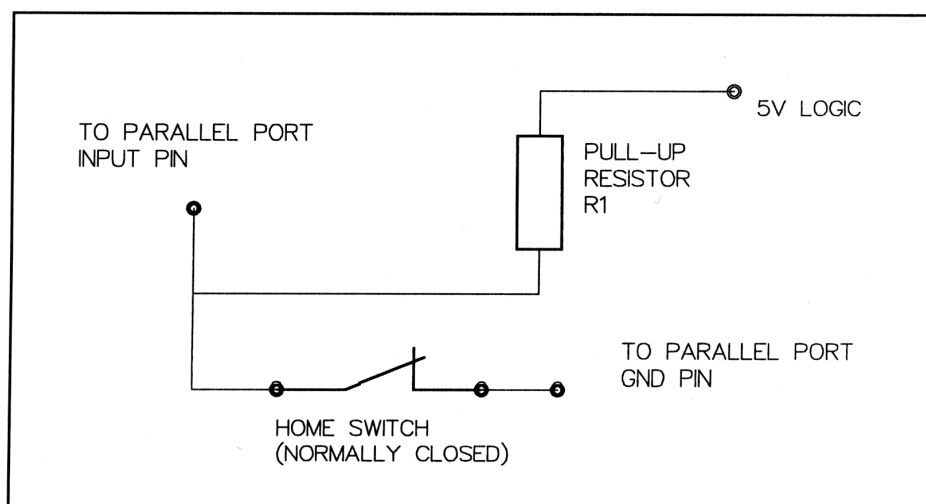 TO PARALLEL PORT
INPUT PIN
5V LOGIC
PULL-UP
RESISTOR
R1
TO PARALLEL PORT
GND PIN
HOME SWITCH
(NORMALLY CLOSED)